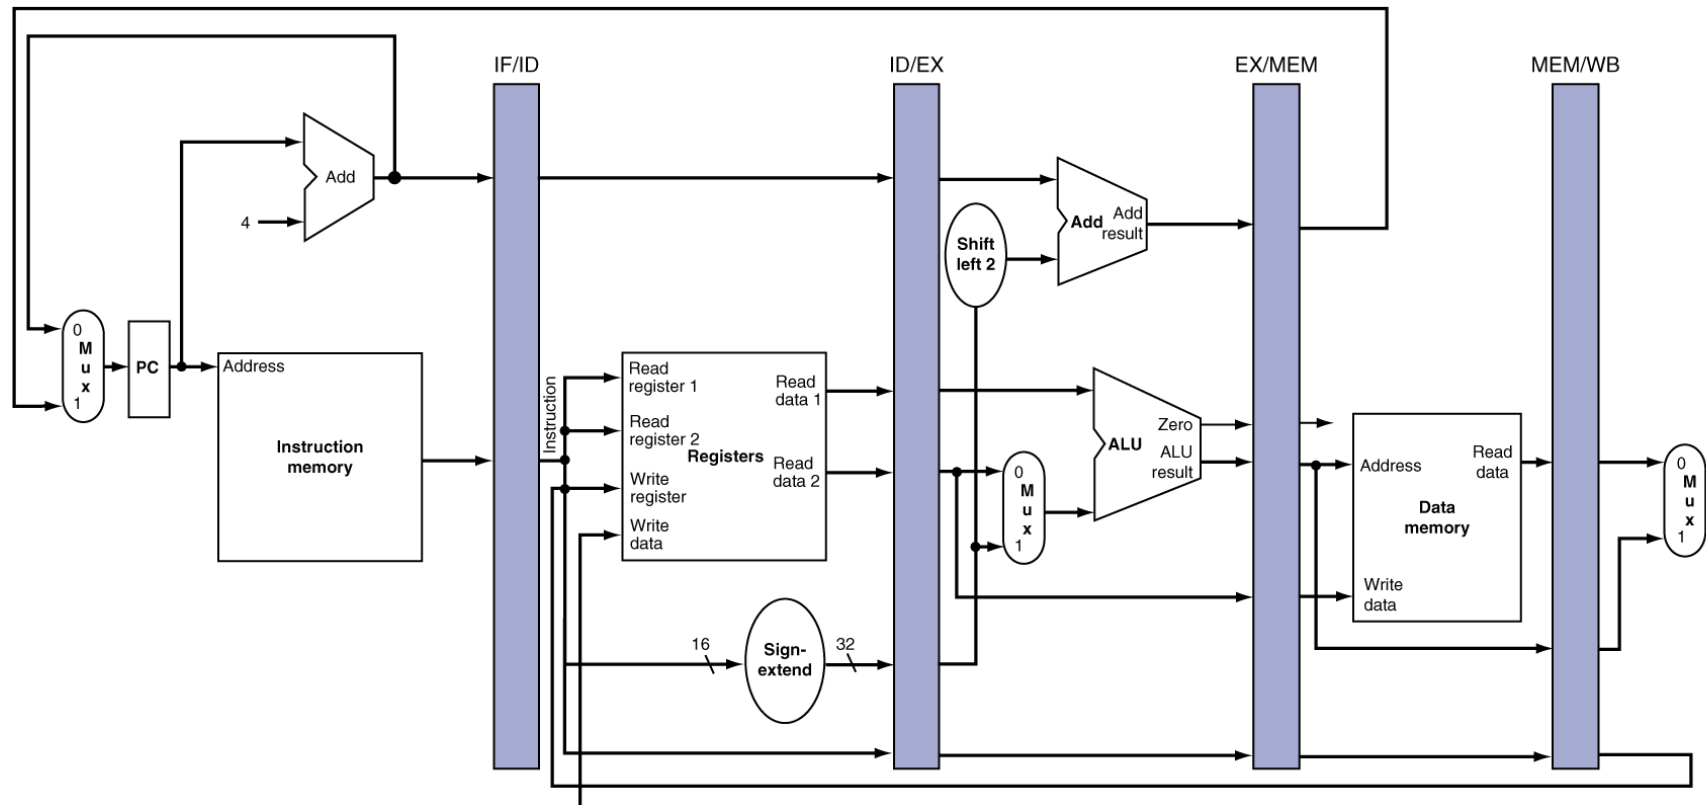 IF/ID
ID/EX
EX/MEM
MEM/WB
Add
4
0
M
u
x
1
PC
Address
Instruction
memory
Instruction
Read
register 1
Read
register 2
Write
register
Write
data
Registers
Read
data 1
Read
data 2
16
Sign-
extend
32
Shift
left 2
Add
Add
result
0
M
u
x
1
ALU
Zero
ALU
result
Address
Read
data
Data
memory
Write
data
0
M
u
x
1